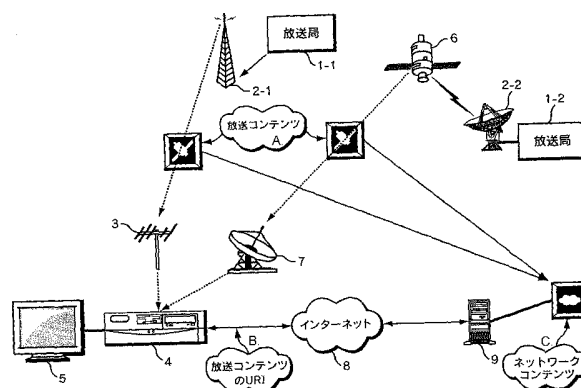 放送局
1-1
2-1
6
2-2
1-2
放送局
放送コンテンツ
A
3
7
インターネット
8
5
4
B
放送コンテンツ
のURI
9
C
ネットワーク
コンテンツ